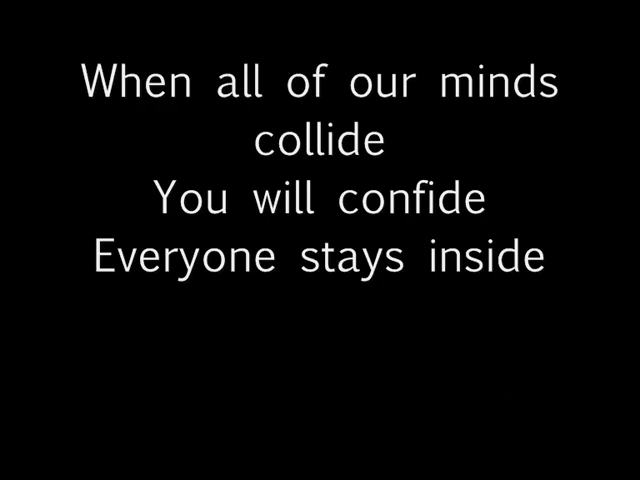 When all of our minds
collide
You will confide
Everyone stays inside